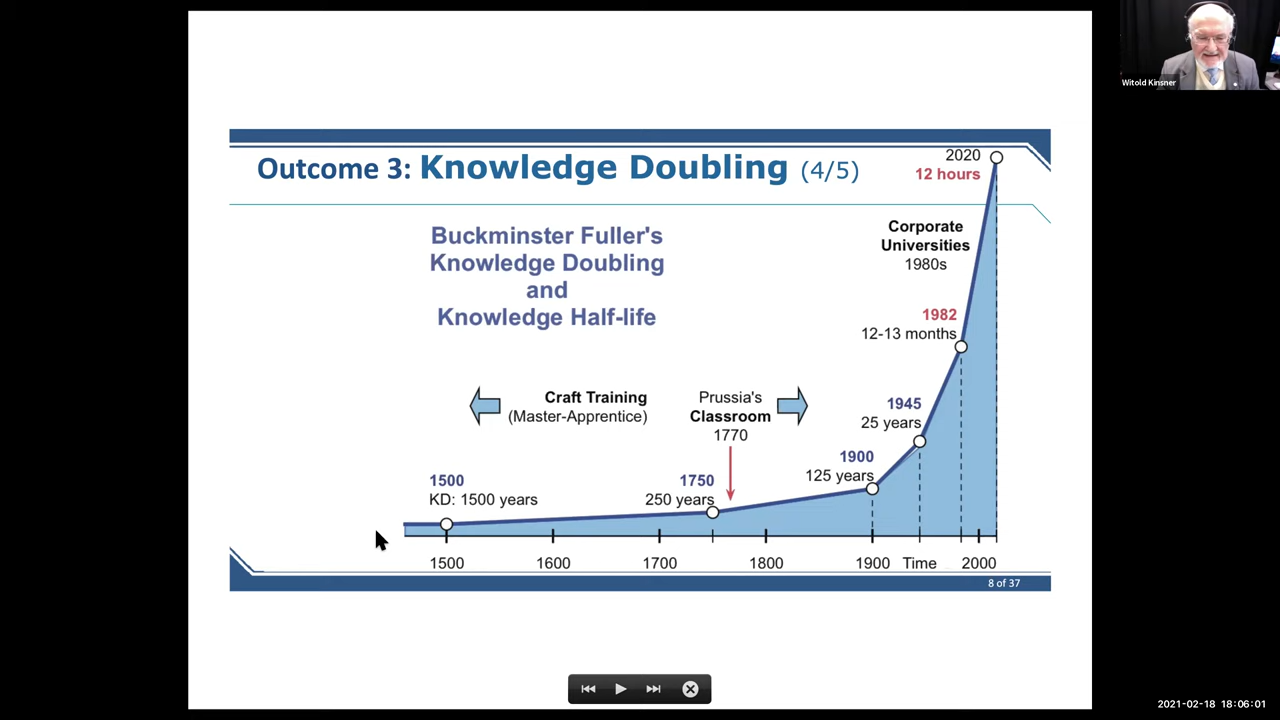 Witold Kinsner
Outcome 3: Knowledge Doubling (4/5)
2020
12 hours
Buckminster Fuller's
Knowledge Doubling
and
Knowledge Half-life
Corporate
Universities
1980s
1982
12-13 months
Craft Training
(Master-Apprentice)
Prussia's
Classroom
1770
1945
25 years
1900
125 years
1500
KD: 1500 years
1750
250 years
1500 1600 1700 1800 1900 Time 2000
8 of 37
2021-02-18 18:06:01